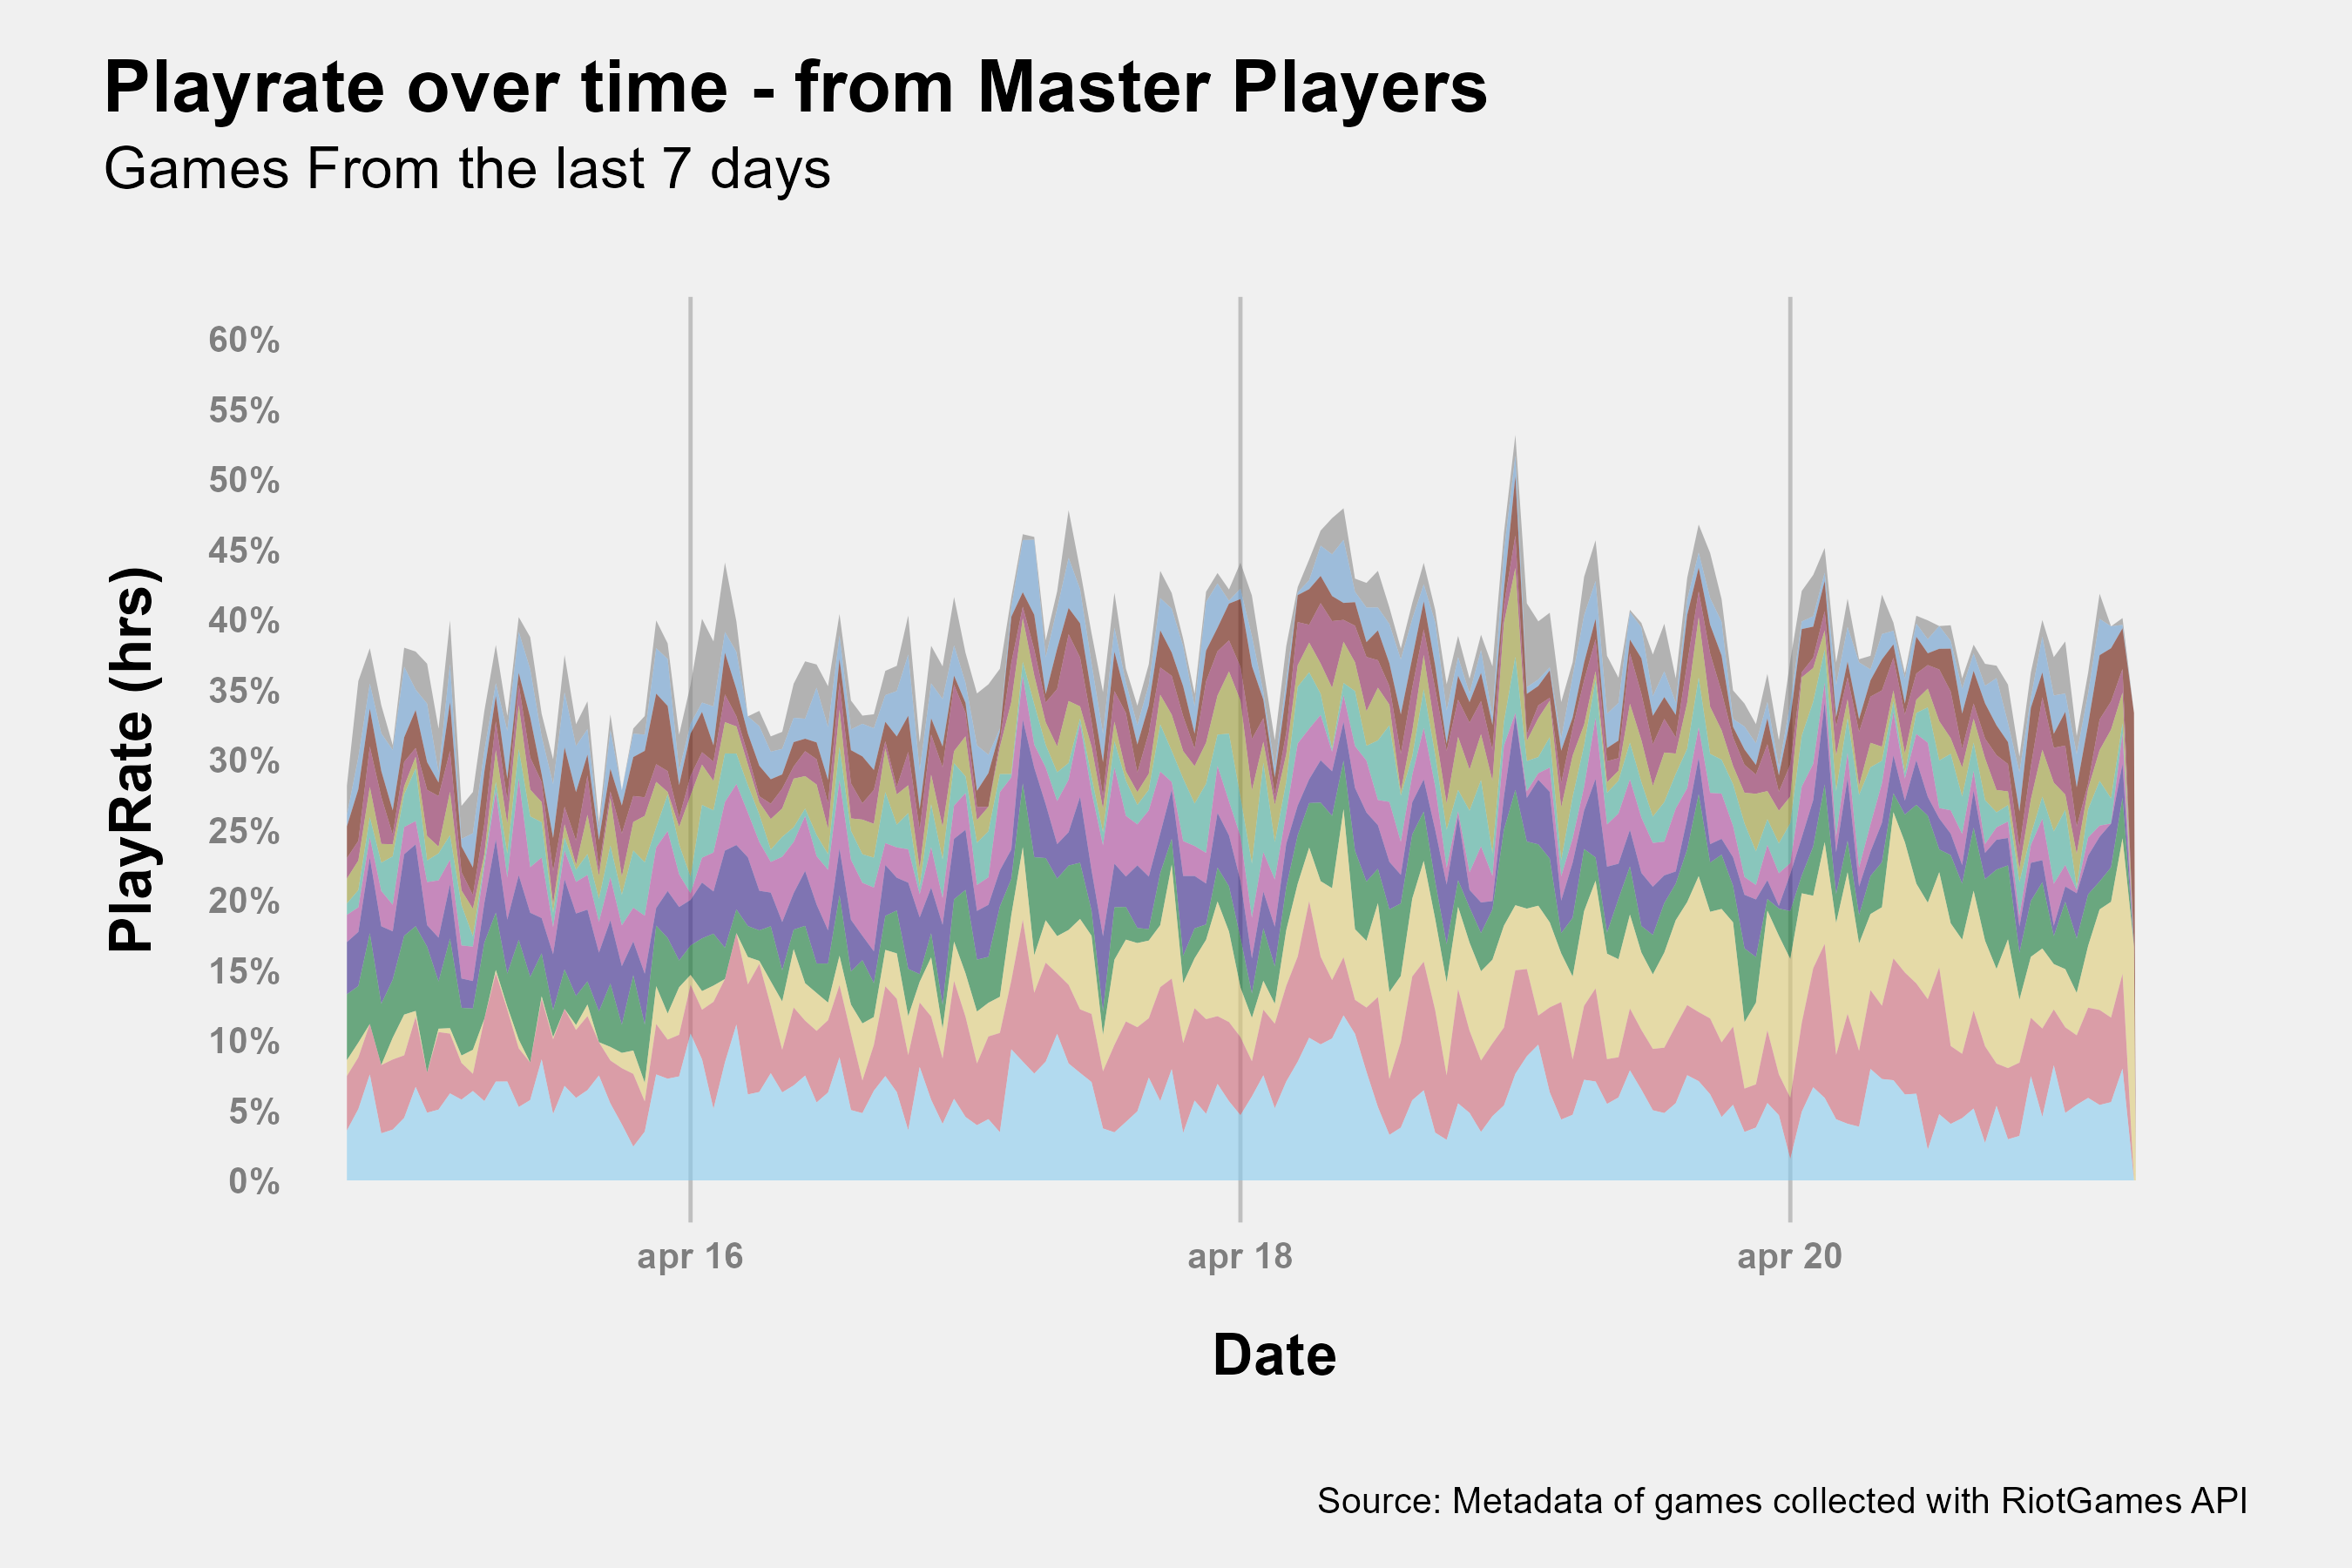 Playrate over time - from Master Players
Games From the last 7 days
60%
55%
50%
45%
40%
35%
30%
25%
20%
15%
10%
5%
0%
PlayRate (hrs)
apr 16
apr 18
apr 20
Date
Source: Metadata of games collected with RiotGames API